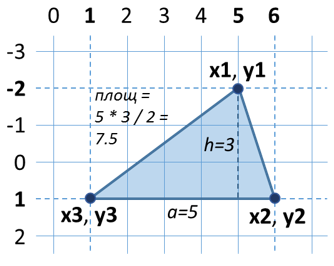 0 1 2 3 4 5 6
-3
-2
-1
0
1
2
x1, y1
площ =
5 * 3 / 2 =
7.5
h=3
x3, y3
a=5
x2, y2